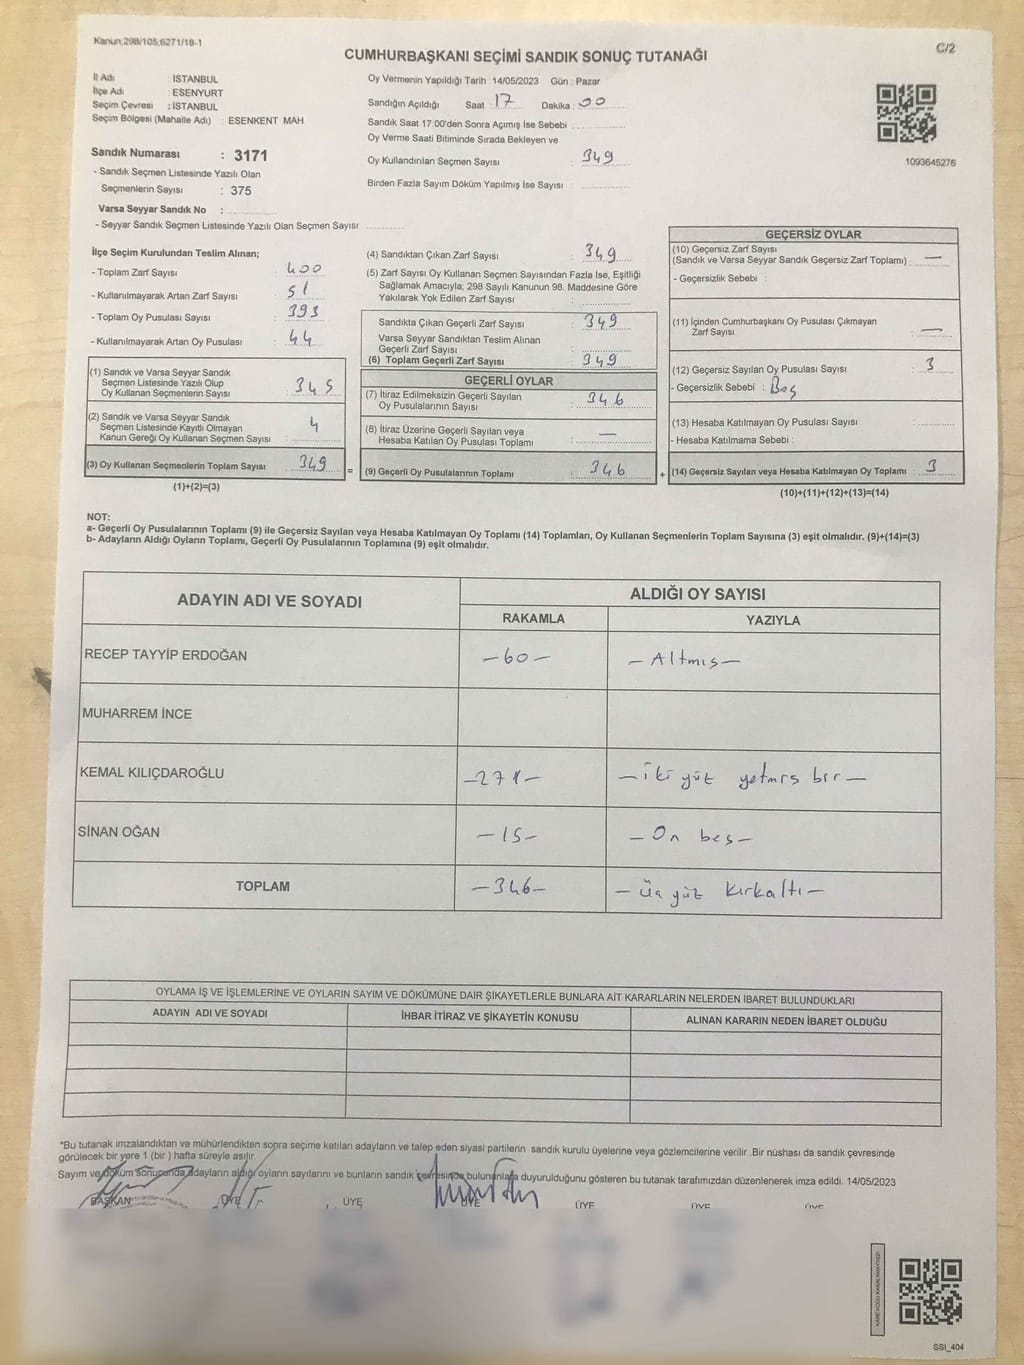 Kanun;298/105;6271/18-1
C/2
CUMHURBAŞKANI SEÇİMİ SANDIK SONUÇ TUTANAĞI
İl Adı : İSTANBUL
İlçe Adı : ESENYURT
Seçim Çevresi : İSTANBUL
Seçim Bölgesi (Mahalle Adı) : ESENKENT MAH
Sandık Numarası : 3171
- Sandık Seçmen Listesinde Yazılı Olan
Seçmenlerin Sayısı : 375
Varsa Seyyar Sandık No :
- Seyyar Sandık Seçmen Listesinde Yazılı Olan Seçmen Sayısı
Oy Vermenin Yapıldığı Tarih : 14/05/2023 Gün : Pazar
Sandığın Açıldığı Saat : 17 Dakika : 00
Sandık Saat 17:00'den Sonra Açımış İse Sebebi :
Oy Verme Saati Bitiminde Sırada Bekleyen ve
Oy Kullandırılan Seçmen Sayısı : 349
Birden Fazla Sayım Döküm Yapılmış İse Sayısı :
1093645276
İlçe Seçim Kurulundan Teslim Alınan;
- Toplam Zarf Sayısı : 400
- Kullanılmayarak Artan Zarf Sayısı : 51
- Toplam Oy Pusulası Sayısı : 393
- Kullanılmayarak Artan Oy Pusulası : 44
(1) Sandık ve Varsa Seyyar Sandık
Seçmen Listesinde Yazılı Olup
Oy Kullanan Seçmenlerin Sayısı : 345
(2) Sandık ve Varsa Seyyar Sandık
Seçmen Listesinde Kayıtlı Olmayan
Kanun Gereği Oy Kullanan Seçmen Sayısı : 4
(3) Oy Kullanan Seçmenlerin Toplam Sayısı : 349
(1)+(2)=(3)
=
(4) Sandıktan Çıkan Zarf Sayısı : 349
(5) Zarf Sayısı Oy Kullanan Seçmen Sayısından Fazla İse, Eşitliği
Sağlamak Amacıyla; 298 Sayılı Kanunun 98. Maddesine Göre
Yakılarak Yok Edilen Zarf Sayısı :
Sandıkta Çıkan Geçerli Zarf Sayısı : 349
Varsa Seyyar Sandıktan Teslim Alınan
Geçerli Zarf Sayısı :
(6) Toplam Geçerli Zarf Sayısı : 349
GEÇERLİ OYLAR
(7) İtiraz Edilmeksizin Geçerli Sayılan
Oy Pusulalarının Sayısı : 346
(8) İtiraz Üzerine Geçerli Sayılan veya
Hesaba Katılan Oy Pusulası Toplamı : —
(9) Geçerli Oy Pusulalarının Toplamı : 346
+
GEÇERSİZ OYLAR
(10) Geçersiz Zarf Sayısı
(Sandık ve Varsa Seyyar Sandık Geçersiz Zarf Toplamı) : —
- Geçersizlik Sebebi :
(11) İçinden Cumhurbaşkanı Oy Pusulası Çıkmayan
Zarf Sayısı : —
(12) Geçersiz Sayılan Oy Pusulası Sayısı : 3
- Geçersizlik Sebebi : Boş
(13) Hesaba Katılmayan Oy Pusulası Sayısı :
- Hesaba Katılmama Sebebi :
(14) Geçersiz Sayılan veya Hesaba Katılmayan Oy Toplamı : 3
(10)+(11)+(12)+(13)=(14)
NOT:
a- Geçerli Oy Pusulalarının Toplamı (9) ile Geçersiz Sayılan veya Hesaba Katılmayan Oy Toplamı (14) Toplamları, Oy Kullanan Seçmenlerin Toplam Sayısına (3) eşit olmalıdır. (9)+(14)=(3)
b- Adayların Aldığı Oyların Toplamı, Geçerli Oy Pusulalarının Toplamına (9) eşit olmalıdır.
ADAYIN ADI VE SOYADI
ALDIĞI OY SAYISI
RAKAMLA YAZIYLA
RECEP TAYYİP ERDOĞAN -60- - Altmış -
MUHARREM İNCE
KEMAL KILIÇDAROĞLU -271- - iki yüz yetmiş bir -
SİNAN OĞAN -15- - On beş -
TOPLAM -346- - üç yüz kırkaltı -
OYLAMA İŞ VE İŞLEMLERİNE VE OYLARIN SAYIM VE DÖKÜMÜNE DAİR ŞİKAYETLERLE BUNLARA AİT KARARLARIN NELERDEN İBARET BULUNDUKLARI
ADAYIN ADI VE SOYADI İHBAR İTİRAZ VE ŞİKAYETİN KONUSU ALINAN KARARIN NEDEN İBARET OLDUĞU
*Bu tutanak imzalandıktan ve mühürlendikten sonra seçime katılan adayların ve talep eden siyasi partilerin sandık kurulu üyelerine veya gözlemcilerine verilir .Bir nüshası da sandık çevresinde
görülecek bir yere 1 (bir ) hafta süreyle asılır.
Sayım ve döküm sonucunda adayların aldığı oyların sayılarını ve bunların sandık çevresinde bulunanlara duyurulduğunu gösteren bu tutanak tarafımızdan düzenlenerek imza edildi. 14/05/2023
BAŞKAN ÜYE ÜYE ÜYE ÜYE ÜYE ÜYE
KARE KODU KARALAMAYINIZ!
SSI_404